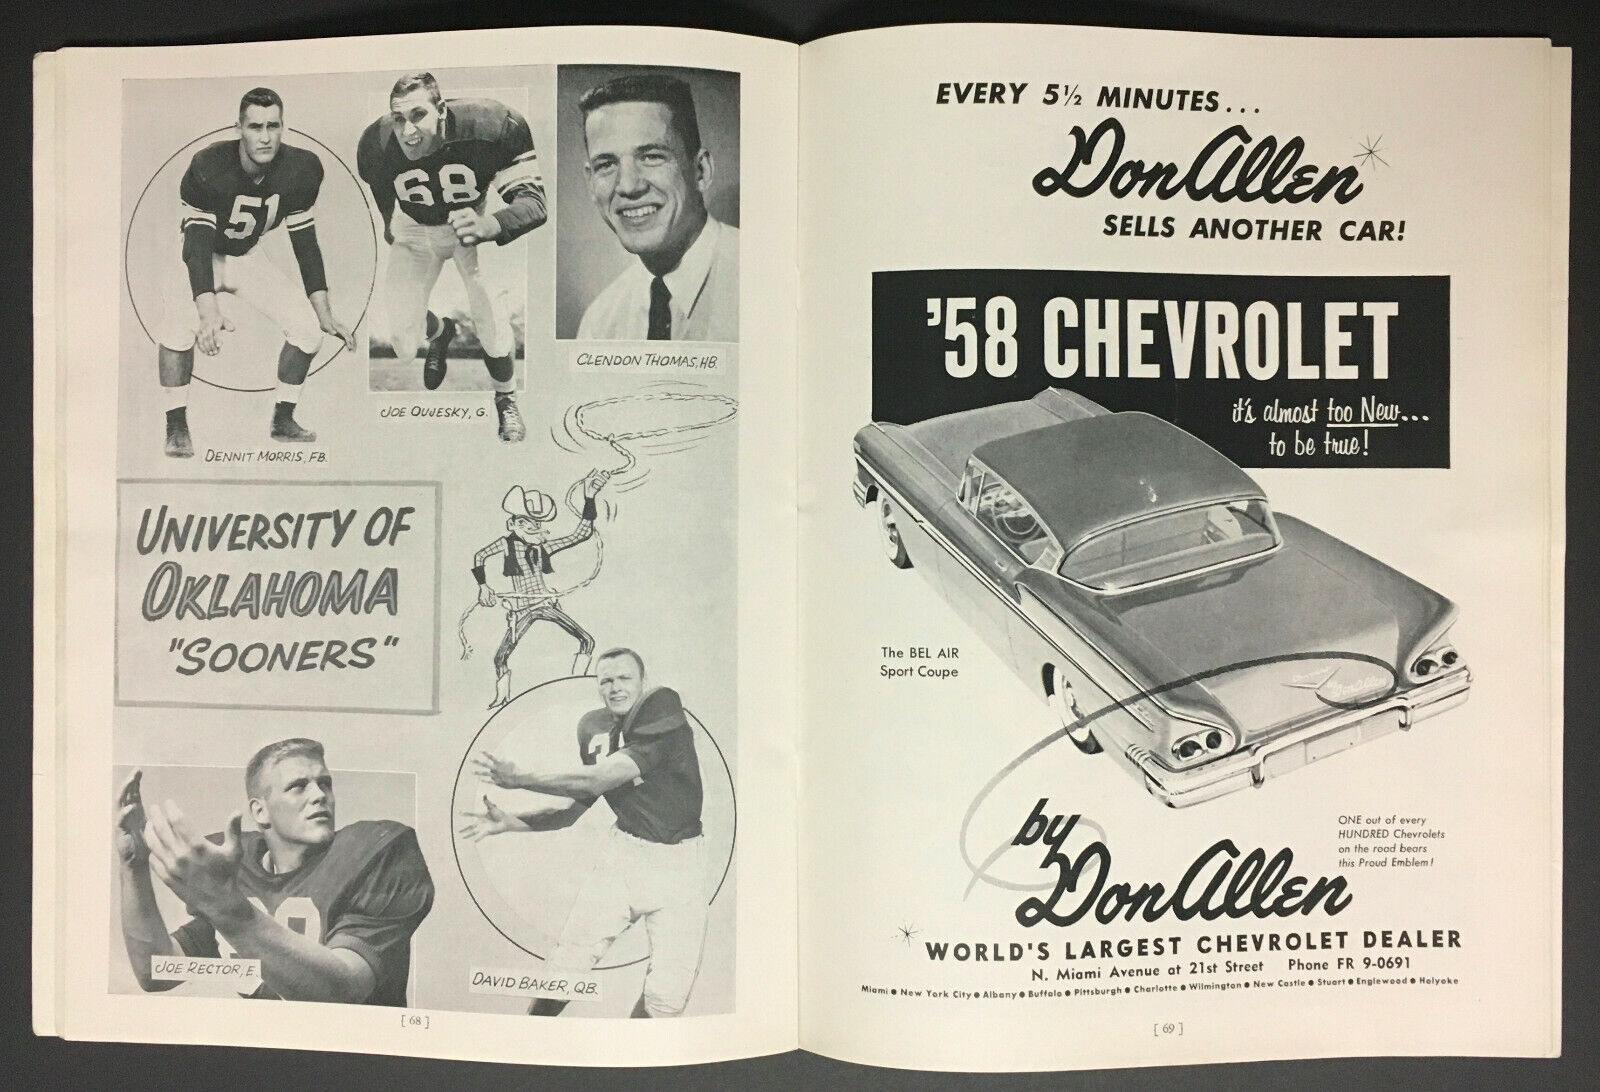 51
68
CLENDON THOMAS, HB.
JOE OUJESKY, G.
DENNIT MORRIS, FB.
UNIVERSITY OF
OKLAHOMA
"SOONERS"
JOE RECTOR, E.
DAVID BAKER, QB.
[ 68 ]
EVERY 5½ MINUTES...
Don Allen
SELLS ANOTHER CAR!
'58 CHEVROLET
it's almost too New...
to be true!
The BEL AIR
Sport Coupe
Don Allen
ONE out of every
HUNDRED Chevrolets
on the road bears
this Proud Emblem!
by
Don Allen
WORLD'S LARGEST CHEVROLET DEALER
N. Miami Avenue at 21st Street Phone FR 9-0691
Miami • New York City • Albany • Buffalo • Pittsburgh • Charlotte • Wilmington • New Castle • Stuart • Englewood • Holyoke
[ 69 ]